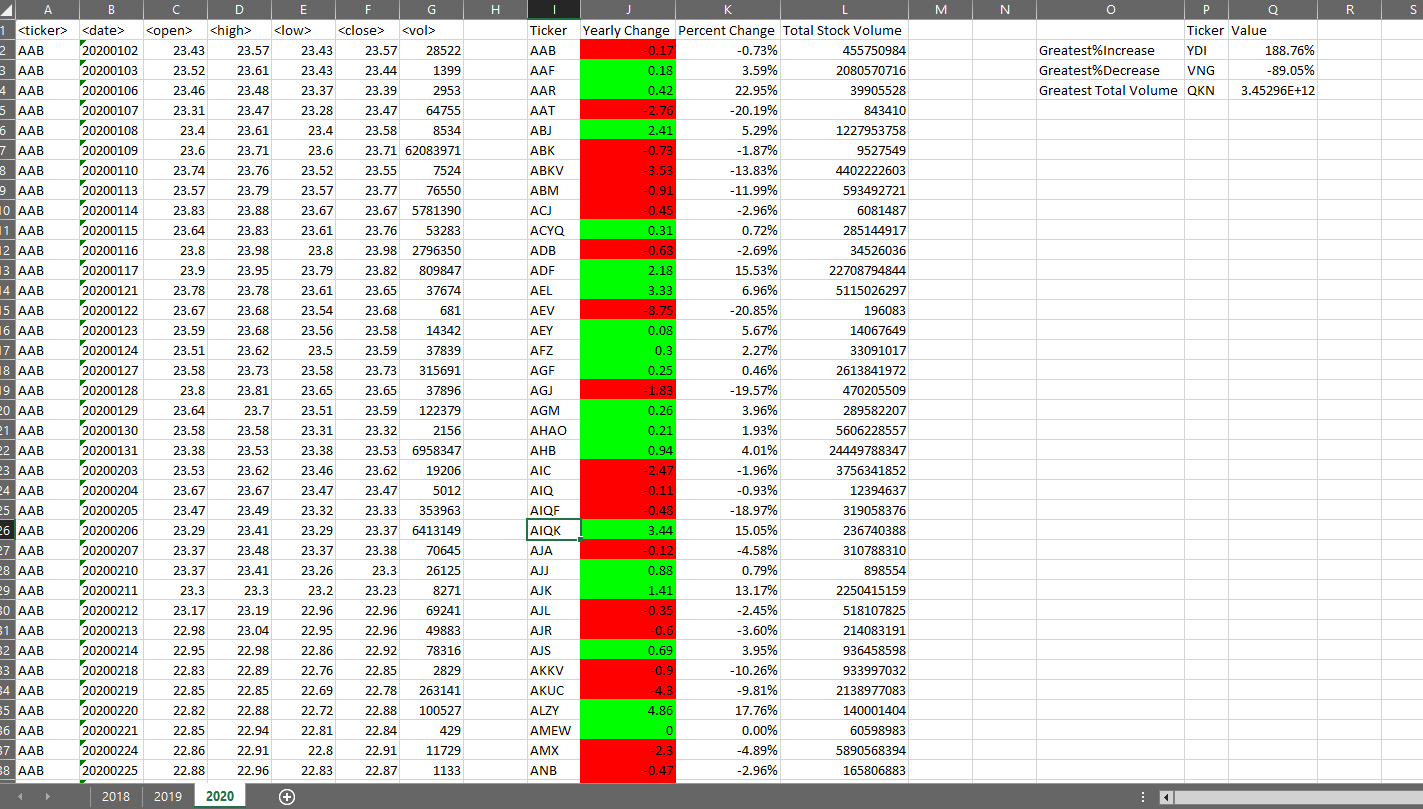 A B C D E F G H I J K L M N O P Q R S
1 <ticker> <date> <open> <high> <low> <close> <vol> Ticker Yearly Change Percent Change Total Stock Volume Ticker Value
2 AAB 20200102 23.43 23.57 23.43 23.57 28522 AAB -0.17 -0.73% 455750984 Greatest%Increase YDI 188.76%
3 AAB 20200103 23.52 23.61 23.43 23.44 1399 AAF 0.18 3.59% 2080570716 Greatest%Decrease VNG -89.05%
4 AAB 20200106 23.46 23.48 23.37 23.39 2953 AAR 0.42 22.95% 39905528 Greatest Total Volume QKN 3.45296E+12
5 AAB 20200107 23.31 23.47 23.28 23.47 64755 AAT -2.76 -20.19% 843410
6 AAB 20200108 23.4 23.61 23.4 23.58 8534 ABJ 2.41 5.29% 1227953758
7 AAB 20200109 23.6 23.71 23.6 23.71 62083971 ABK -0.73 -1.87% 9527549
8 AAB 20200110 23.74 23.76 23.52 23.55 7524 ABKV -3.53 -13.83% 4402222603
9 AAB 20200113 23.57 23.79 23.57 23.77 76550 ABM -0.91 -11.99% 593492721
10 AAB 20200114 23.83 23.88 23.67 23.67 5781390 ACJ -0.45 -2.96% 6081487
11 AAB 20200115 23.64 23.83 23.61 23.76 53283 ACYQ 0.31 0.72% 285144917
12 AAB 20200116 23.8 23.98 23.8 23.98 2796350 ADB -0.68 -2.69% 34526036
13 AAB 20200117 23.9 23.95 23.79 23.82 809847 ADF 2.18 15.53% 22708794844
14 AAB 20200121 23.78 23.78 23.61 23.65 37674 AEL 3.33 6.96% 5115026297
15 AAB 20200122 23.67 23.68 23.54 23.68 681 AEV -8.75 -20.85% 196083
16 AAB 20200123 23.59 23.68 23.56 23.58 14342 AEY 0.08 5.67% 14067649
17 AAB 20200124 23.51 23.62 23.5 23.59 37839 AFZ 0.3 2.27% 33091017
18 AAB 20200127 23.58 23.73 23.58 23.73 315691 AGF 0.25 0.46% 2613841972
19 AAB 20200128 23.8 23.81 23.65 23.65 37896 AGJ -1.83 -19.57% 470205509
20 AAB 20200129 23.64 23.7 23.51 23.59 122379 AGM 0.26 3.96% 289582207
21 AAB 20200130 23.58 23.58 23.31 23.32 2156 AHAO 0.21 1.93% 5606228557
22 AAB 20200131 23.38 23.53 23.38 23.53 6958347 AHB 0.94 4.01% 24449788347
23 AAB 20200203 23.53 23.62 23.46 23.62 19206 AIC -2.47 -1.96% 3756341852
24 AAB 20200204 23.67 23.67 23.47 23.47 5012 AIQ -0.11 -0.93% 12394637
25 AAB 20200205 23.47 23.49 23.32 23.33 353963 AIQF -0.48 -18.97% 319058376
26 AAB 20200206 23.29 23.41 23.29 23.37 6413149 AIQK 3.44 15.05% 236740388
27 AAB 20200207 23.37 23.48 23.37 23.38 70645 AJA -0.12 -4.58% 310788310
28 AAB 20200210 23.37 23.41 23.26 23.3 26125 AJJ 0.88 0.79% 898554
29 AAB 20200211 23.3 23.3 23.2 23.23 8271 AJK 1.41 13.17% 2250415159
30 AAB 20200212 23.17 23.19 22.96 22.96 69241 AJL -0.35 -2.45% 518107825
31 AAB 20200213 22.98 23.04 22.95 22.96 49883 AJR -0.6 -3.60% 214083191
32 AAB 20200214 22.95 22.98 22.86 22.92 78316 AJS 0.69 3.95% 936458598
33 AAB 20200218 22.83 22.89 22.76 22.85 2829 AKKV -0.9 -10.26% 933997032
34 AAB 20200219 22.85 22.85 22.69 22.78 263141 AKUC -4.3 -9.81% 2138977083
35 AAB 20200220 22.82 22.88 22.72 22.88 100527 ALZY 4.86 17.76% 140001404
36 AAB 20200221 22.85 22.94 22.81 22.84 429 AMEW 0 0.00% 60598983
37 AAB 20200224 22.86 22.91 22.8 22.91 11729 AMX -2.3 -4.89% 5890568394
38 AAB 20200225 22.88 22.96 22.83 22.87 1133 ANB -0.47 -2.96% 165806883
2018 2019 2020